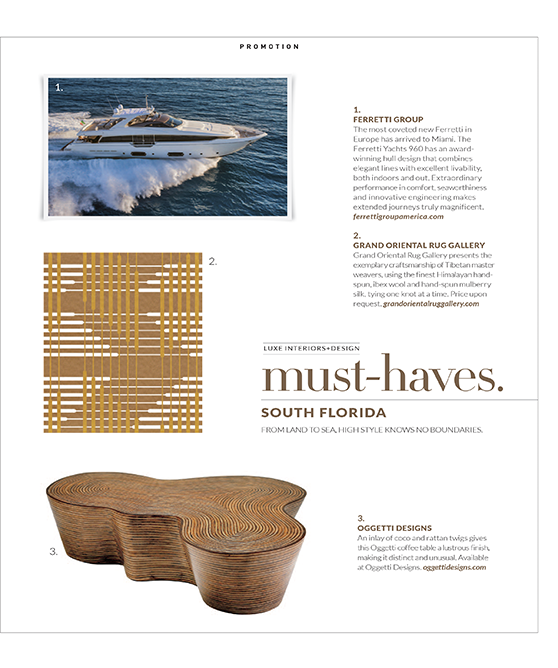 PROMOTION
1.
1.
FERRETTI GROUP
The most coveted new Ferretti in
Europe has arrived to Miami. The
Ferretti Yachts 960 has an award-
winning hull design that combines
elegant lines with excellent livability,
both indoors and out. Extraordinary
performance in comfort, seaworthiness
and innovative engineering makes
extended journeys truly magnificent.
ferrettigroupamerica.com
2.
2.
GRAND ORIENTAL RUG GALLERY
Grand Oriental Rug Gallery presents the
exemplary craftsmanship of Tibetan master
weavers, using the finest Himalayan hand-
spun, ibex wool and hand-spun mulberry
silk, tying one knot at a time. Price upon
request. grandorientalruggallery.com
LUXE INTERIORS+DESIGN
must-haves.
SOUTH FLORIDA
FROM LAND TO SEA, HIGH STYLE KNOWS NO BOUNDARIES.
3.
3.
OGGETTI DESIGNS
An inlay of coco and rattan twigs gives
this Oggetti coffee table a lustrous finish,
making it distinct and unusual. Available
at Oggetti Designs. oggettidesigns.com